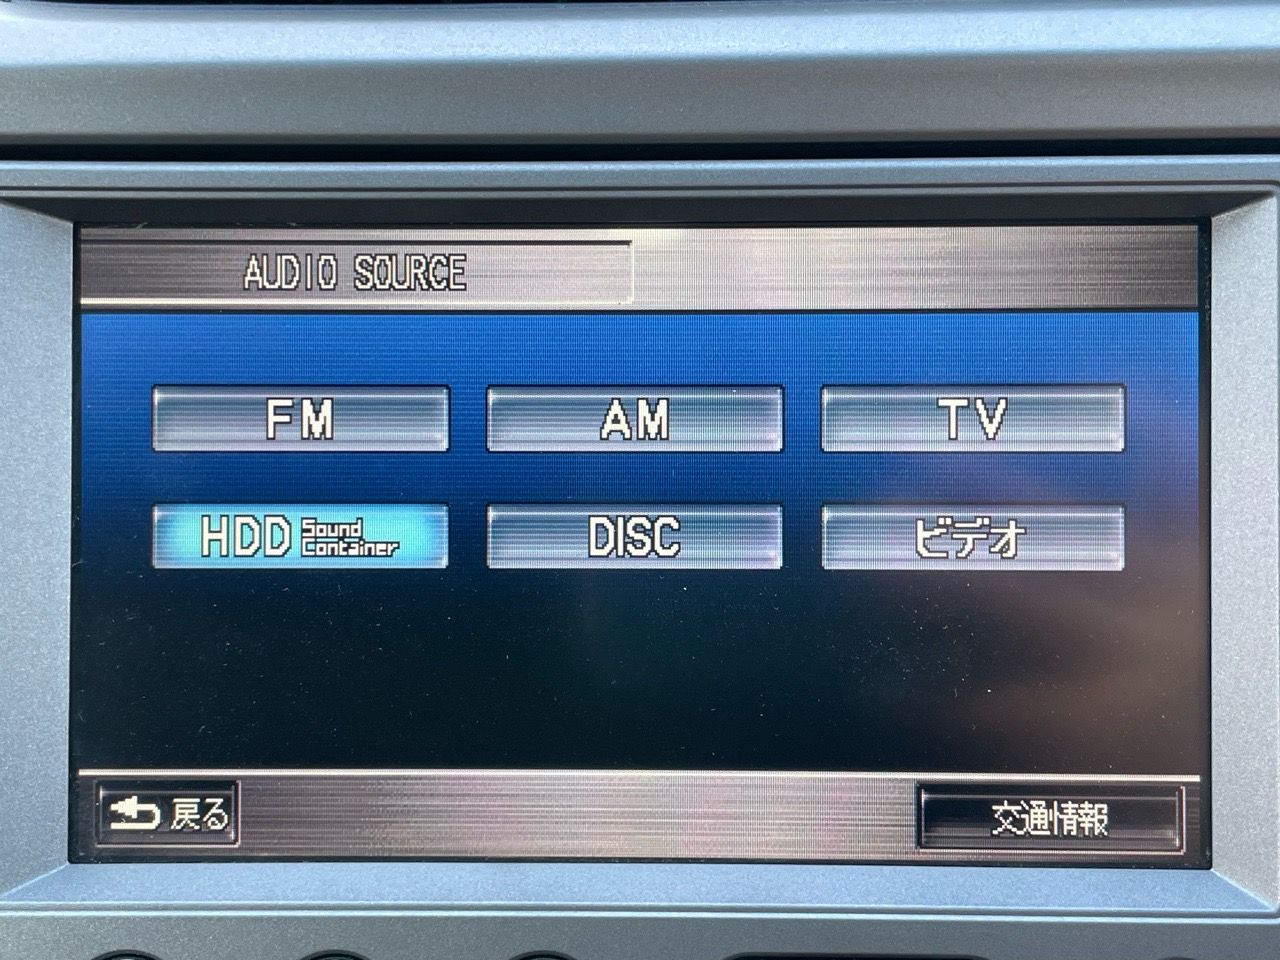 AUDIO SOURCE
FM
AM
TV
HDD Sound Container
DISC
ビデオ
戻る
交通情報